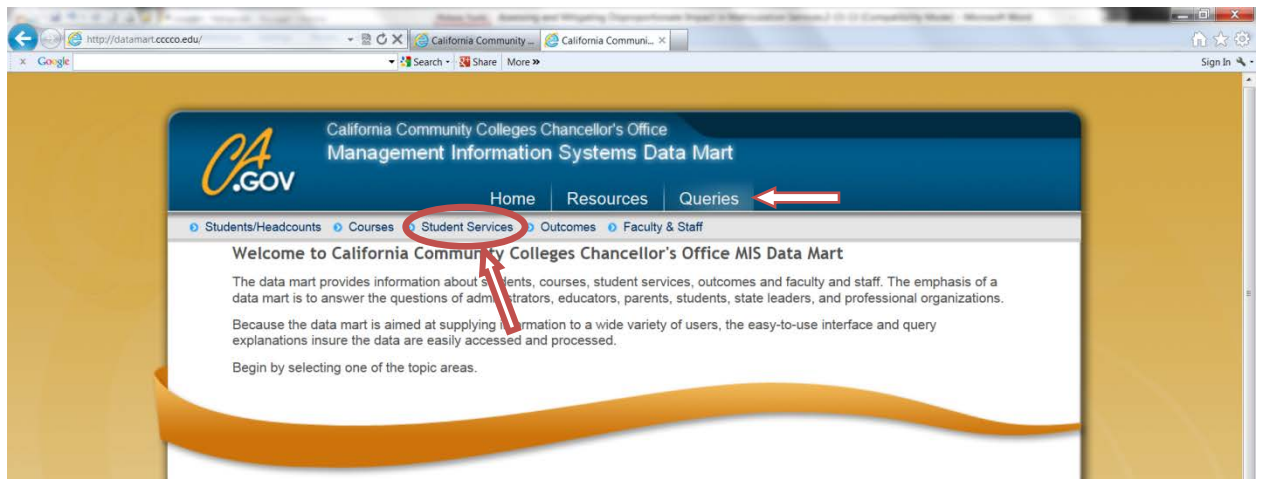 http://datamart.cccco.edu/
California Community ...
California Communi...
x Google
Search
Share
More »
Sign In
CA
.GOV
California Community Colleges Chancellor's Office
Management Information Systems Data Mart
Home
Resources
Queries
Students/Headcounts
Courses
Student Services
Outcomes
Faculty & Staff
Welcome to California Community Colleges Chancellor's Office MIS Data Mart
The data mart provides information about students, courses, student services, outcomes and faculty and staff. The emphasis of a
data mart is to answer the questions of administrators, educators, parents, students, state leaders, and professional organizations.
Because the data mart is aimed at supplying information to a wide variety of users, the easy-to-use interface and query
explanations insure the data are easily accessed and processed.
Begin by selecting one of the topic areas.